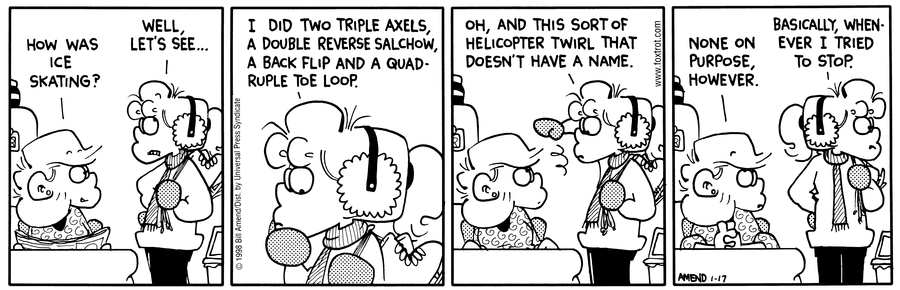 HOW WAS
ICE
SKATING?
WELL,
LET'S SEE...
I DID TWO TRIPLE AXELS,
A DOUBLE REVERSE SALCHOW,
A BACK FLIP AND A QUAD-
RUPLE TOE LOOP.
© 1998 Bill Amend/Dist. by Universal Press Syndicate
OH, AND THIS SORT OF
HELICOPTER TWIRL THAT
DOESN'T HAVE A NAME.
www.foxtrot.com
NONE ON
PURPOSE,
HOWEVER.
BASICALLY, WHEN-
EVER I TRIED
TO STOP.
AMEND 1-17